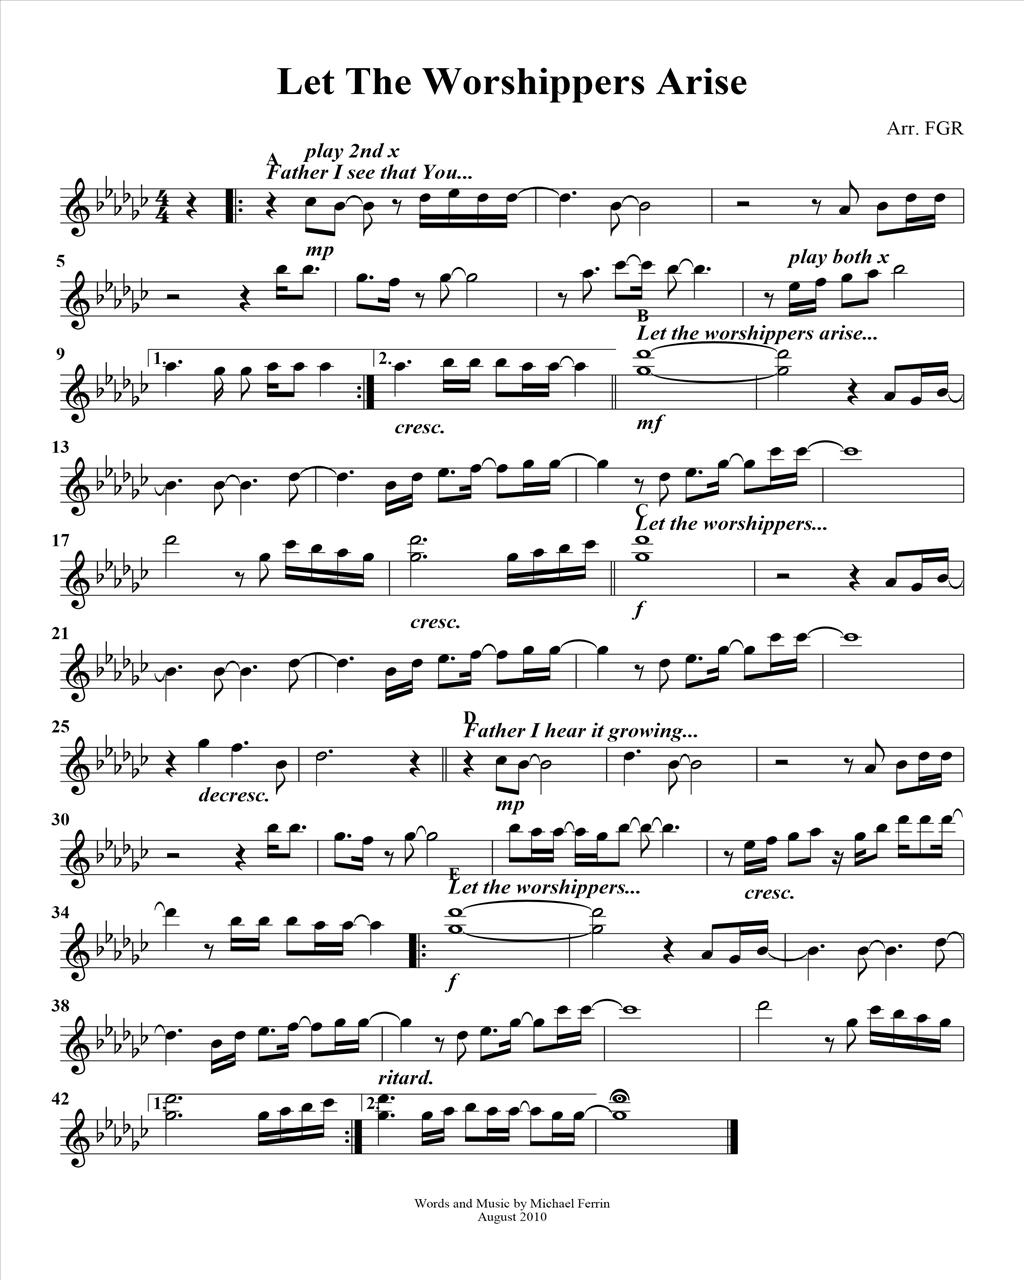 Let The Worshippers Arise
Arr. FGR
play 2nd x
A
Father I see that You...
mp
5
play both x
B
Let the worshippers arise...
9
1.
2.
cresc.
mf
13
C
Let the worshippers...
17
cresc.
f
21
25
D
Father I hear it growing...
decresc.
mp
30
E
Let the worshippers...
cresc.
34
f
38
ritard.
42
1.
2.
Words and Music by Michael Ferrin
August 2010